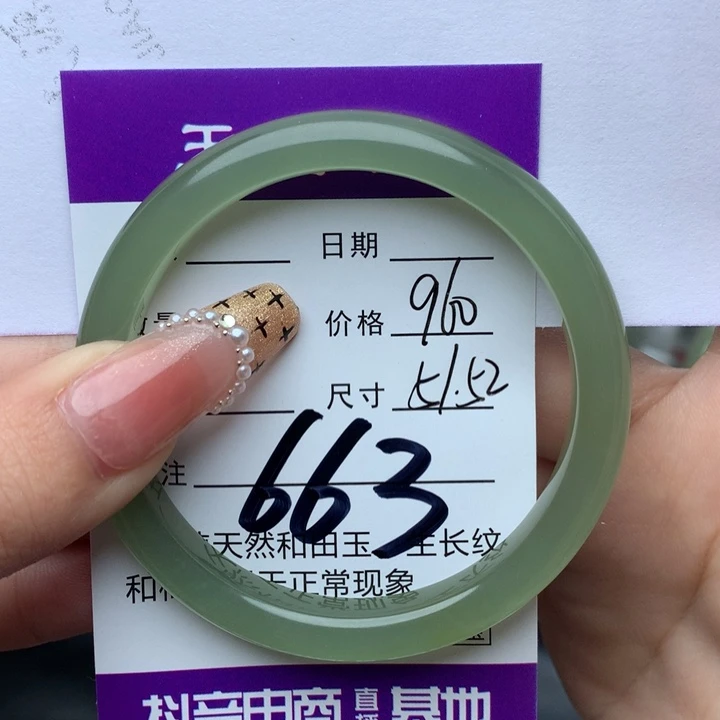 日期
价格 960
尺寸 51.52
注 663
天然和田玉、生长纹
和 正常现象
抖音电商 直播 基地